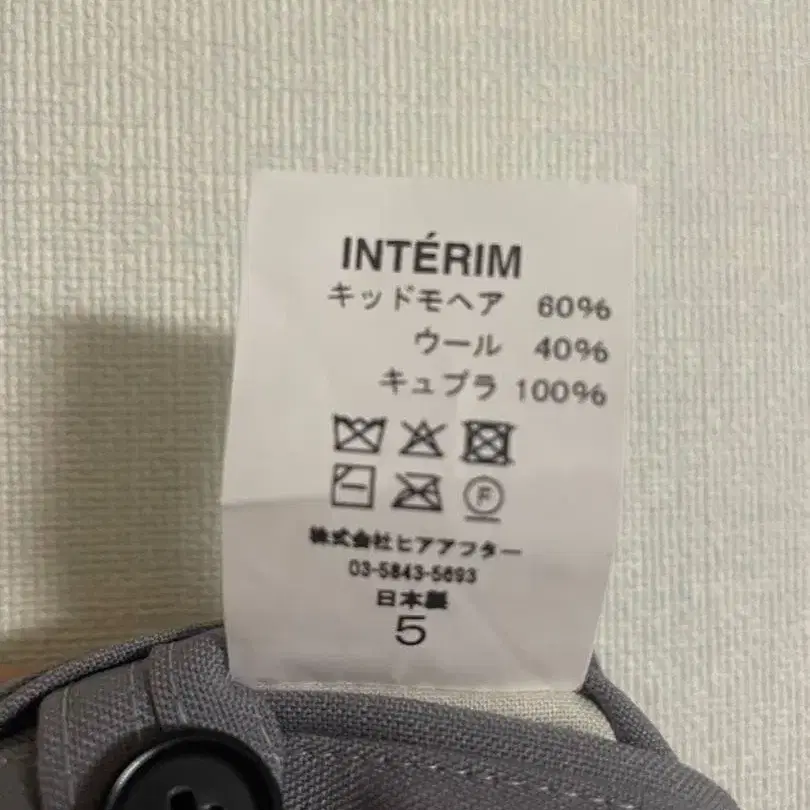 INTÉRIM
キッドモヘア 60%
ウール 40%
キュプラ 100%
F
株式会社ヒアアフター
03-5843-5693
日本製
5